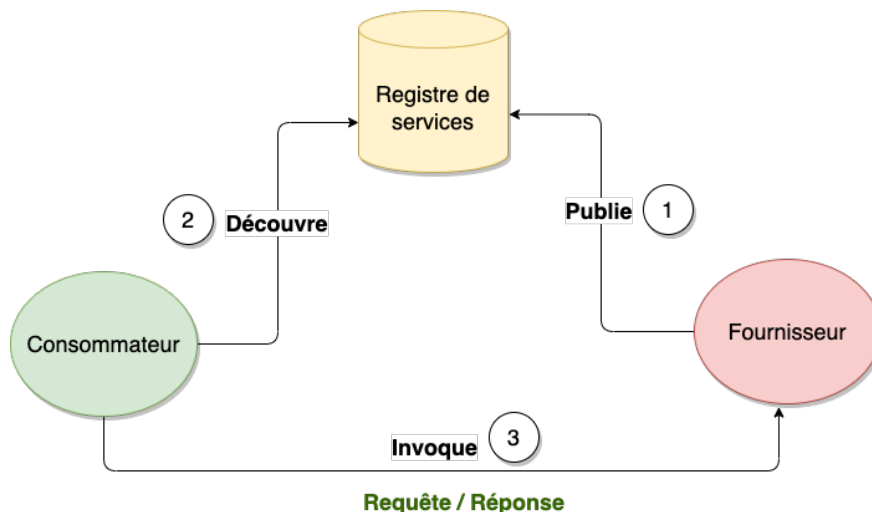 Registre de
services
2
Découvre
Publie
1
Consommateur
Fournisseur
Invoque
3
Requête / Réponse